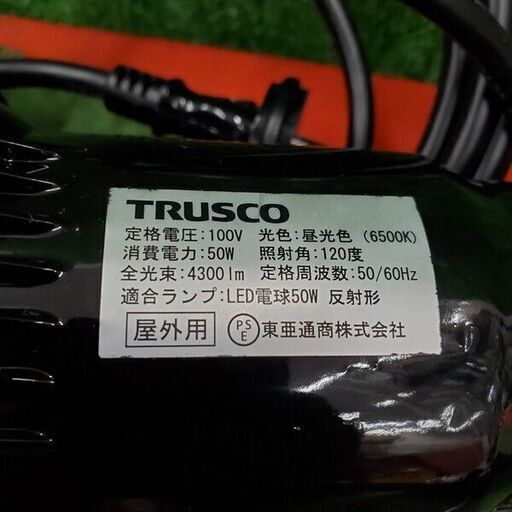 TRUSCO
定格電圧:100V 光色:昼光色 (6500K)
消費電力:50W 照射角:120度
全光束:4300lm 定格周波数:50/60Hz
適合ランプ:LED電球50W 反射形
屋外用 PSE 東亜通商株式会社